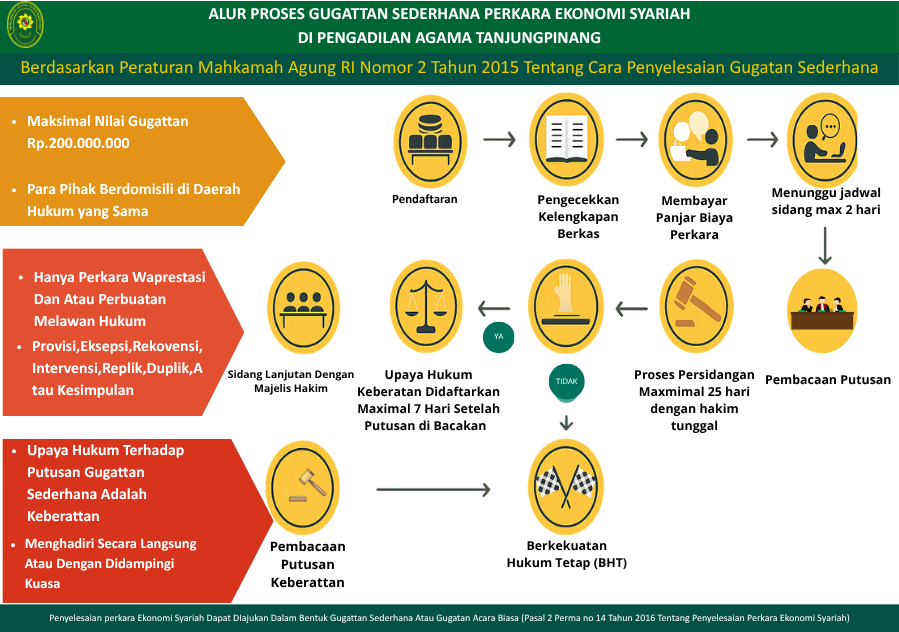 ALUR PROSES GUGATTAN SEDERHANA PERKARA EKONOMI SYARIAH
DI PENGADILAN AGAMA TANJUNGPINANG
Berdasarkan Peraturan Mahkamah Agung RI Nomor 2 Tahun 2015 Tentang Cara Penyelesaian Gugatan Sederhana
• Maksimal Nilai Gugattan
Rp.200.000.000
• Para Pihak Berdomisili di Daerah
Hukum yang Sama
Pendaftaran
Pengecekkan
Kelengkapan
Berkas
Membayar
Panjar Biaya
Perkara
Menunggu jadwal
sidang max 2 hari
• Hanya Perkara Waprestasi
Dan Atau Perbuatan
Melawan Hukum
• Provisi,Eksepsi,Rekovensi,
Intervensi,Replik,Duplik,A
tau Kesimpulan
Sidang Lanjutan Dengan
Majelis Hakim
Upaya Hukum
Keberatan Didaftarkan
Maximal 7 Hari Setelah
Putusan di Bacakan
YA
TIDAK
Proses Persidangan
Maxmimal 25 hari
dengan hakim
tunggal
Pembacaan Putusan
• Upaya Hukum Terhadap
Putusan Gugattan
Sederhana Adalah
Keberattan
• Menghadiri Secara Langsung
Atau Dengan Didampingi
Kuasa
Pembacaan
Putusan
Keberattan
Berkekuatan
Hukum Tetap (BHT)
Penyelesaian perkara Ekonomi Syariah Dapat DIajukan Dalam Bentuk Gugattan Sederhana Atau Gugatan Acara Biasa (Pasal 2 Perma no 14 Tahun 2016 Tentang Penyelesaian Perkara Ekonomi Syariah)